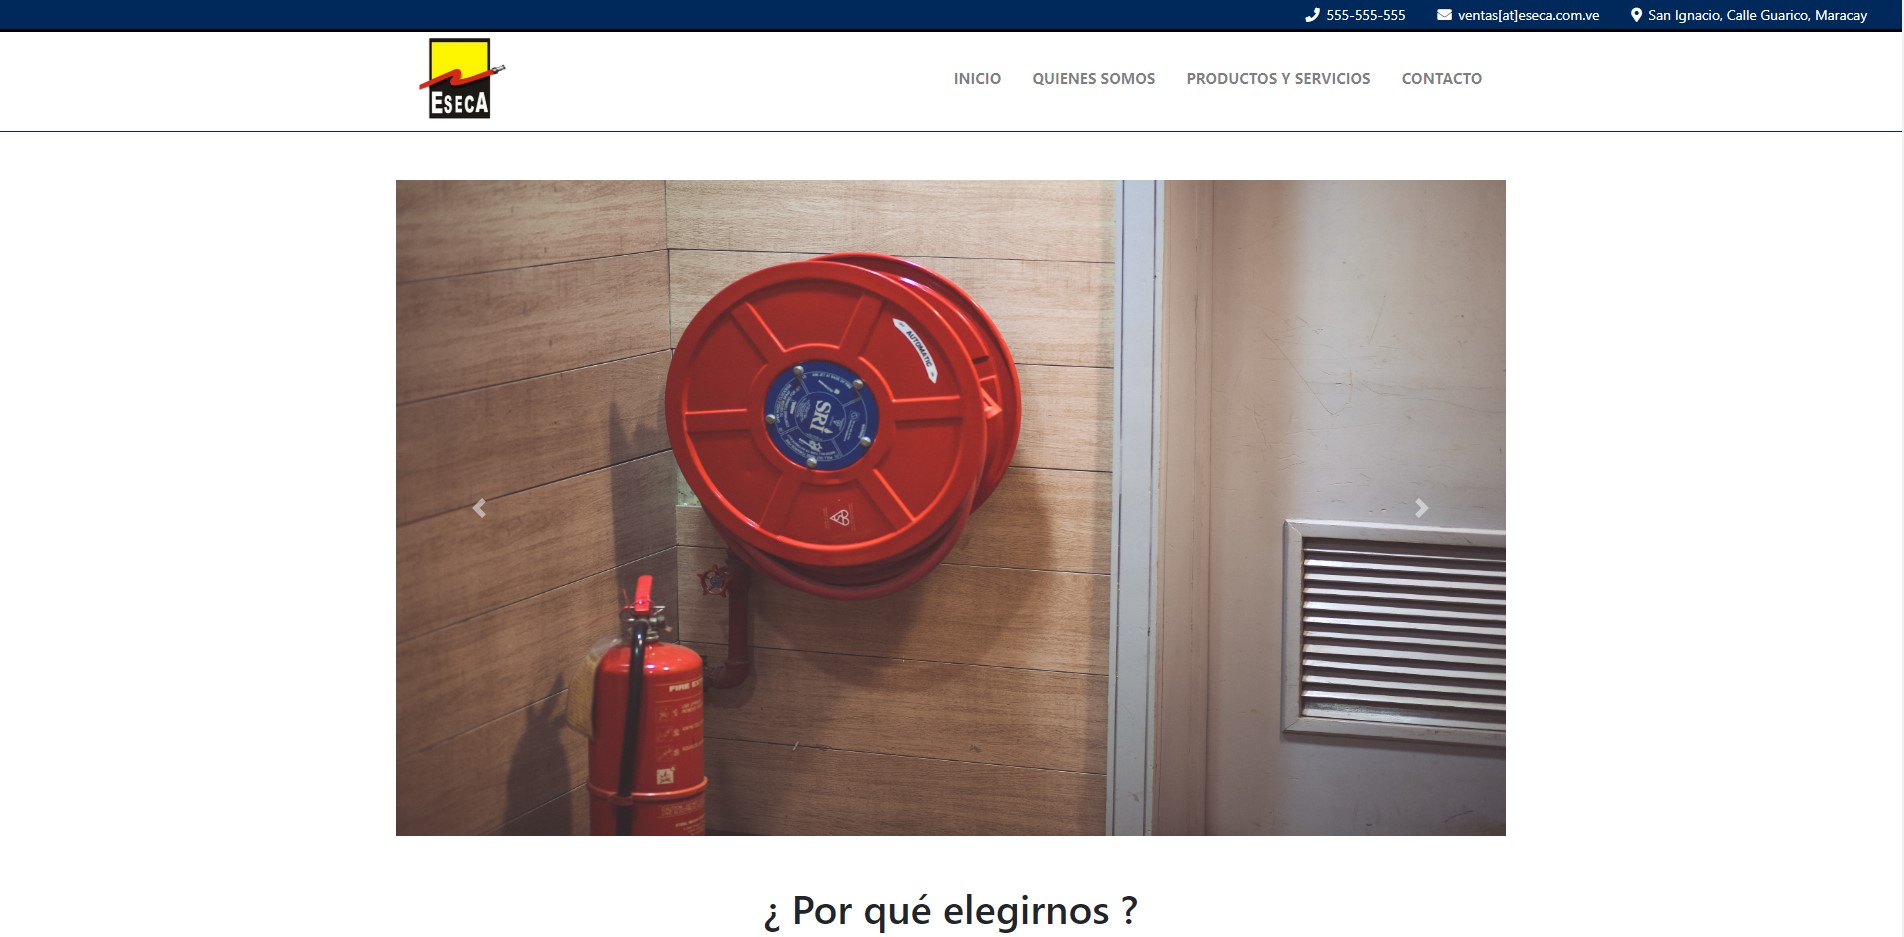 555-555-555
ventas[at]eseca.com.ve
San Ignacio, Calle Guarico, Maracay
ESECA
INICIO
QUIENES SOMOS
PRODUCTOS Y SERVICIOS
CONTACTO
AUTOMATIC
SRI
FIRE EX
¿ Por qué elegirnos ?